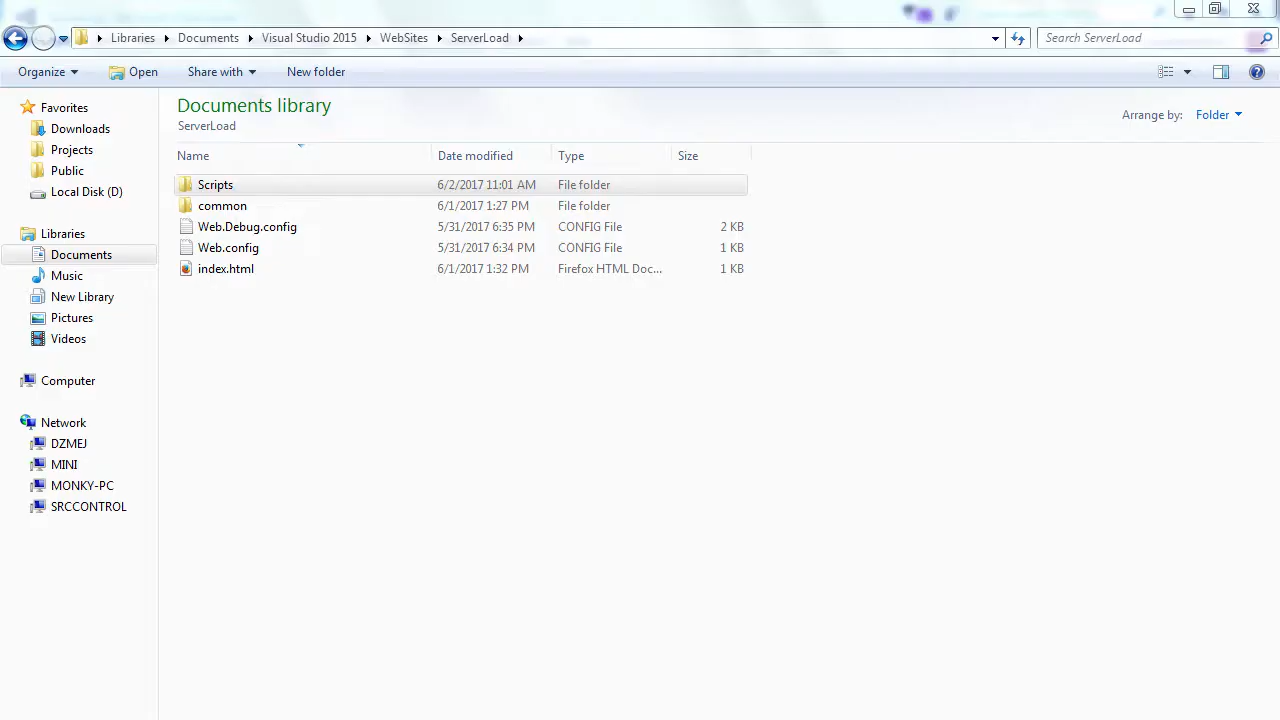 Libraries Documents Visual Studio 2015 WebSites ServerLoad Search ServerLoad
Organize Open Share with New folder
Favorites
Downloads
Projects
Public
Local Disk (D)
Libraries
Documents
Music
New Library
Pictures
Videos
Computer
Network
DZMEJ
MINI
MONKY-PC
SRCCONTROL
Documents library
ServerLoad
Arrange by: Folder
Name Date modified Type Size
Scripts 6/2/2017 11:01 AM File folder
common 6/1/2017 1:27 PM File folder
Web.Debug.config 5/31/2017 6:35 PM CONFIG File 2 KB
Web.config 5/31/2017 6:34 PM CONFIG File 1 KB
index.html 6/1/2017 1:32 PM Firefox HTML Doc... 1 KB